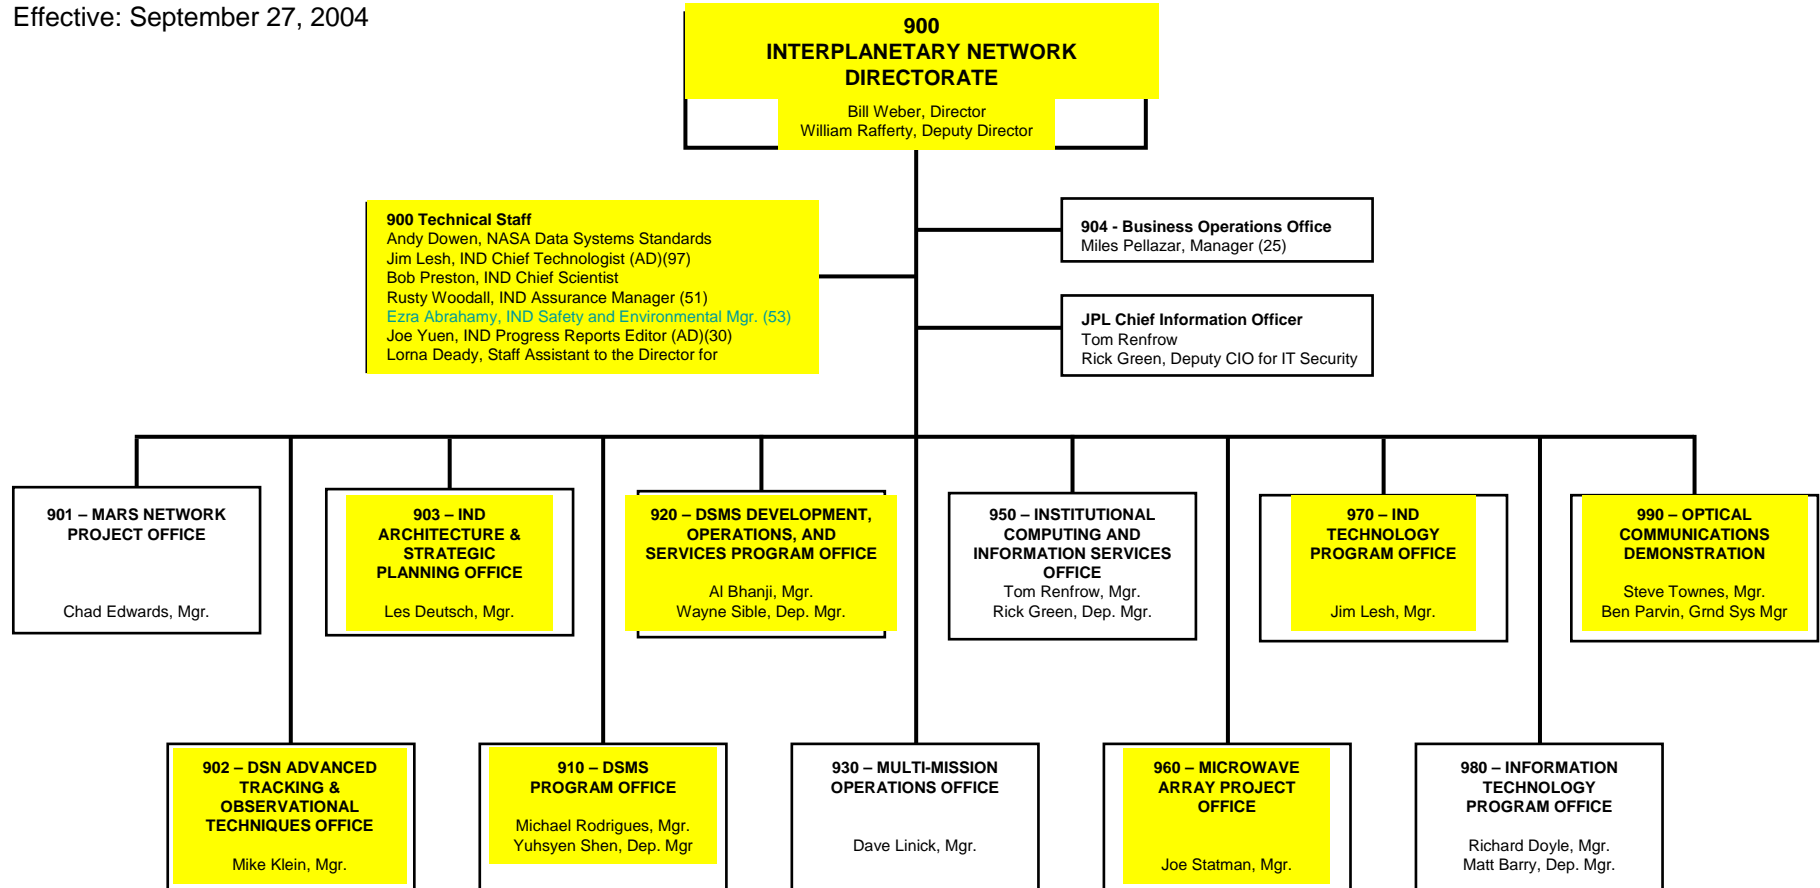 Effective: September 27, 2004
900
INTERPLANETARY NETWORK
DIRECTORATE
Bill Weber, Director
William Rafferty, Deputy Director
900 Technical Staff
Andy Dowen, NASA Data Systems Standards
Jim Lesh, IND Chief Technologist (AD)(97)
Bob Preston, IND Chief Scientist
Rusty Woodall, IND Assurance Manager (51)
Ezra Abrahamy, IND Safety and Environmental Mgr. (53)
Joe Yuen, IND Progress Reports Editor (AD)(30)
Lorna Deady, Staff Assistant to the Director for
904 - Business Operations Office
Miles Pellazar, Manager (25)
JPL Chief Information Officer
Tom Renfrow
Rick Green, Deputy CIO for IT Security
901 – MARS NETWORK
PROJECT OFFICE
Chad Edwards, Mgr.
903 – IND
ARCHITECTURE &
STRATEGIC
PLANNING OFFICE
Les Deutsch, Mgr.
920 – DSMS DEVELOPMENT,
OPERATIONS, AND
SERVICES PROGRAM OFFICE
Al Bhanji, Mgr.
Wayne Sible, Dep. Mgr.
950 – INSTITUTIONAL
COMPUTING AND
INFORMATION SERVICES
OFFICE
Tom Renfrow, Mgr.
Rick Green, Dep. Mgr.
970 – IND
TECHNOLOGY
PROGRAM OFFICE
Jim Lesh, Mgr.
990 – OPTICAL
COMMUNICATIONS
DEMONSTRATION
Steve Townes, Mgr.
Ben Parvin, Grnd Sys Mgr
902 – DSN ADVANCED
TRACKING &
OBSERVATIONAL
TECHNIQUES OFFICE
Mike Klein, Mgr.
910 – DSMS
PROGRAM OFFICE
Michael Rodrigues, Mgr.
Yuhsyen Shen, Dep. Mgr
930 – MULTI-MISSION
OPERATIONS OFFICE
Dave Linick, Mgr.
960 – MICROWAVE
ARRAY PROJECT
OFFICE
Joe Statman, Mgr.
980 – INFORMATION
TECHNOLOGY
PROGRAM OFFICE
Richard Doyle, Mgr.
Matt Barry, Dep. Mgr.